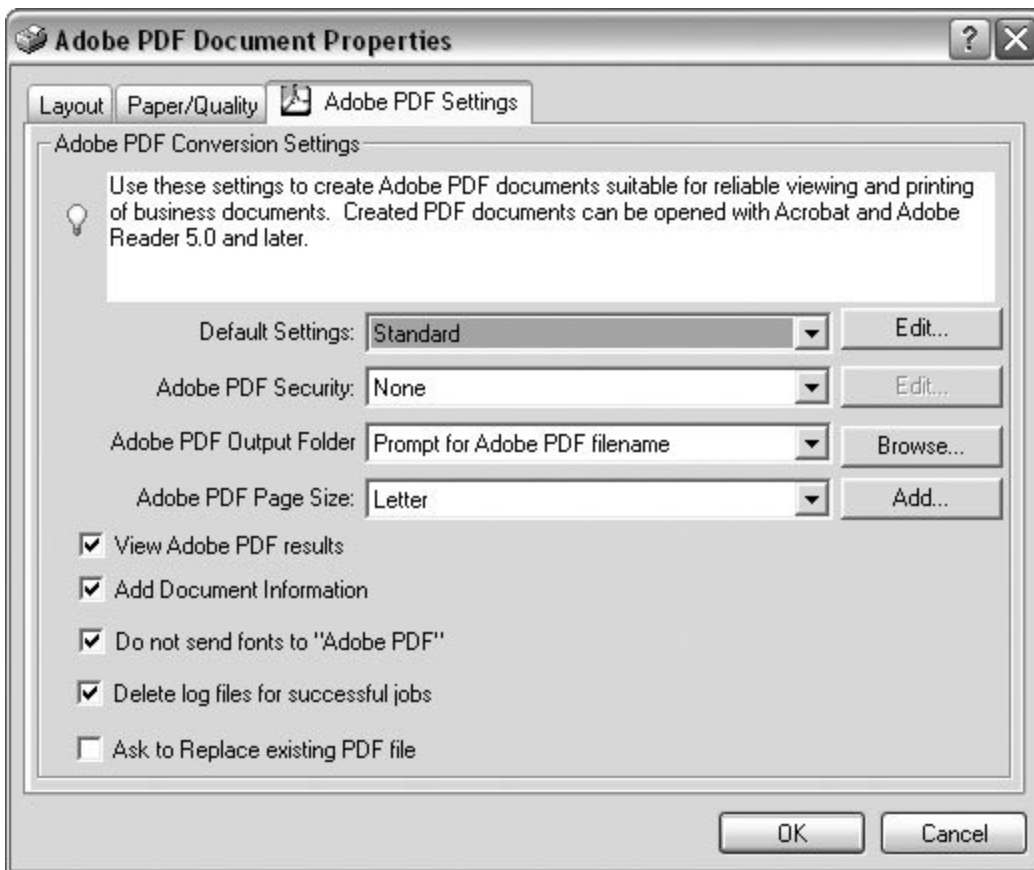 Adobe PDF Document Properties
Layout
Paper/Quality
Adobe PDF Settings
Adobe PDF Conversion Settings
Use these settings to create Adobe PDF documents suitable for reliable viewing and printing
of business documents.  Created PDF documents can be opened with Acrobat and Adobe
Reader 5.0 and later.
Default Settings: Standard Edit...
Adobe PDF Security: None Edit...
Adobe PDF Output Folder Prompt for Adobe PDF filename Browse...
Adobe PDF Page Size: Letter Add...
View Adobe PDF results
Add Document Information
Do not send fonts to "Adobe PDF"
Delete log files for successful jobs
Ask to Replace existing PDF file
OK Cancel